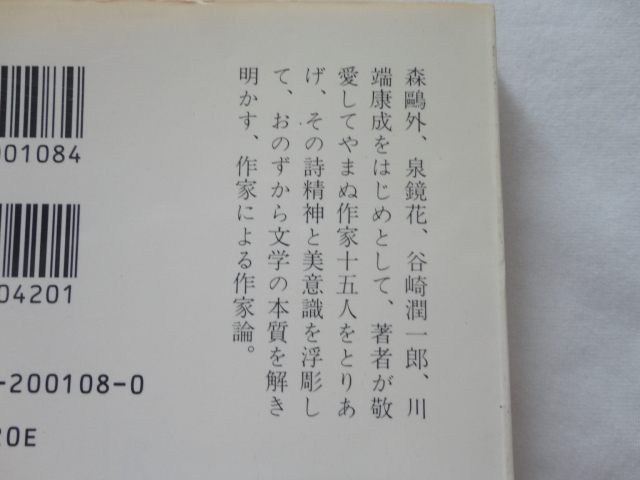 森鷗外、泉鏡花、谷崎潤一郎、川
端康成をはじめとして、著者が敬
愛してやまぬ作家十五人をとりあ
げ、その詩精神と美意識を浮彫し
て、おのずから文学の本質を解き
明かす、作家による作家論。
001084
04201
-200108-0
20E